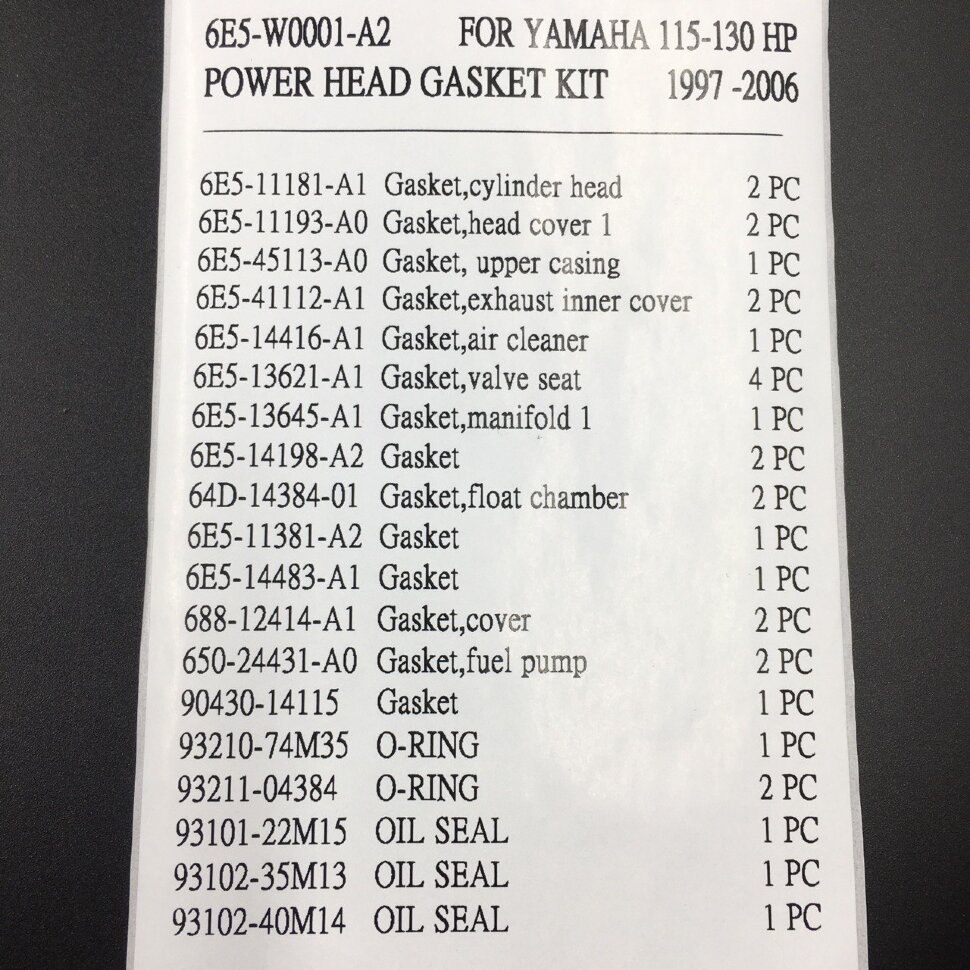 6E5-W0001-A2 FOR YAMAHA 115-130 HP
POWER HEAD GASKET KIT 1997 -2006
6E5-11181-A1 Gasket,cylinder head 2 PC
6E5-11193-A0 Gasket,head cover 1 2 PC
6E5-45113-A0 Gasket, upper casing 1 PC
6E5-41112-A1 Gasket,exhaust inner cover 2 PC
6E5-14416-A1 Gasket,air cleaner 1 PC
6E5-13621-A1 Gasket,valve seat 4 PC
6E5-13645-A1 Gasket,manifold 1 1 PC
6E5-14198-A2 Gasket 2 PC
64D-14384-01 Gasket,float chamber 2 PC
6E5-11381-A2 Gasket 1 PC
6E5-14483-A1 Gasket 1 PC
688-12414-A1 Gasket,cover 2 PC
650-24431-A0 Gasket,fuel pump 2 PC
90430-14115 Gasket 1 PC
93210-74M35 O-RING 1 PC
93211-04384 O-RING 2 PC
93101-22M15 OIL SEAL 1 PC
93102-35M13 OIL SEAL 1 PC
93102-40M14 OIL SEAL 1 PC